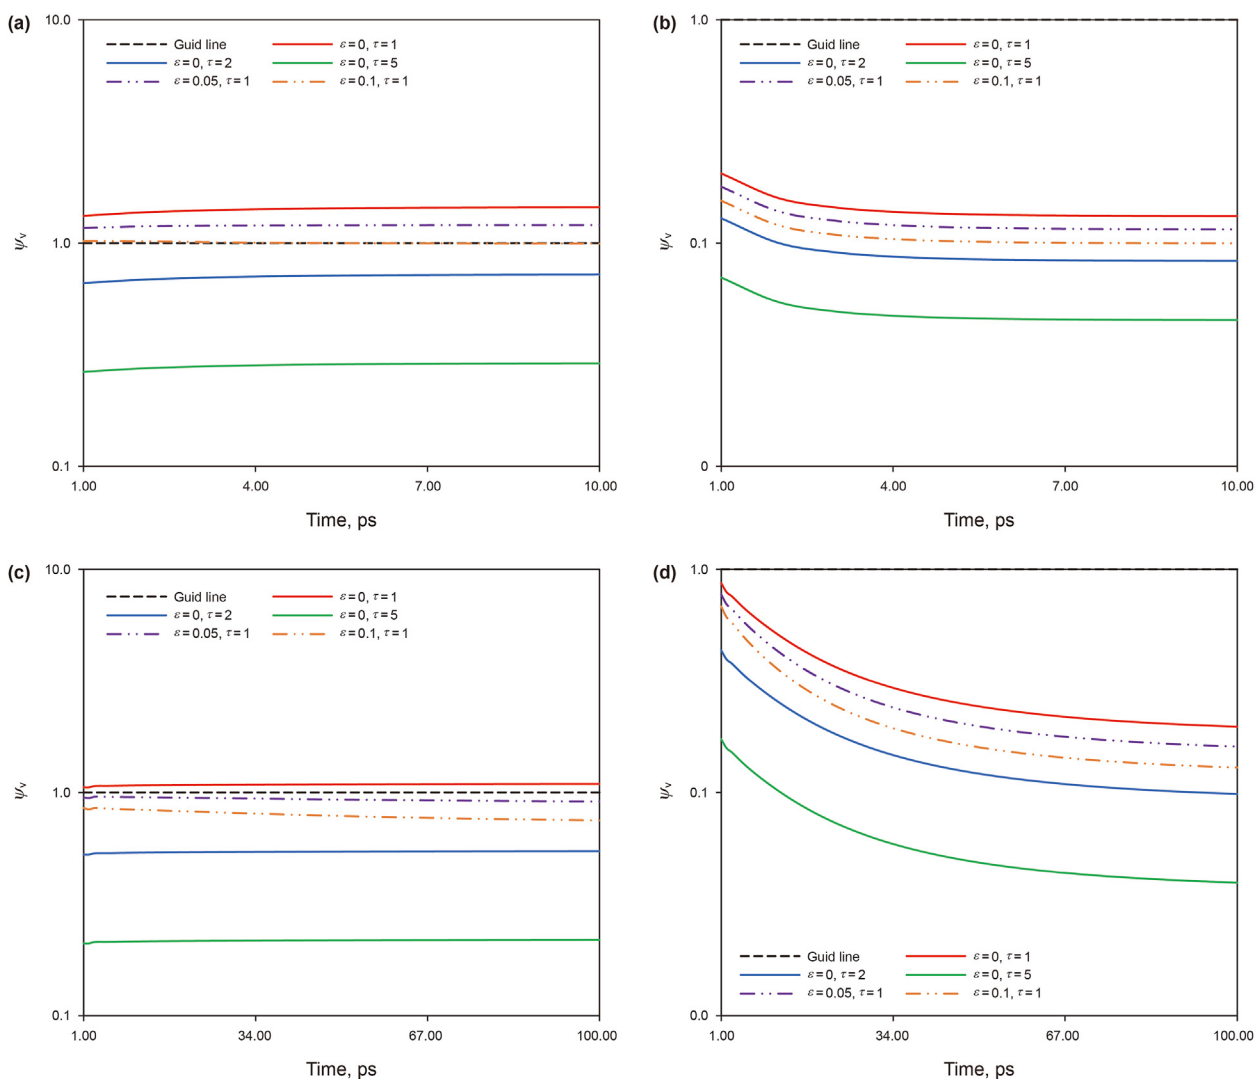 (a)
10.0
Guid line
ε=0, τ=1
ε=0, τ=2
ε=0, τ=5
ε=0.05, τ=1
ε=0.1, τ=1
ψv
1.0
0.1
1.00 4.00 7.00 10.00
Time, ps
(b)
1.0
Guid line
ε=0, τ=1
ε=0, τ=2
ε=0, τ=5
ε=0.05, τ=1
ε=0.1, τ=1
0.1
ψv
0.1
0
1.00 4.00 7.00 10.00
Time, ps
(c)
10.0
Guid line
ε=0, τ=1
ε=0, τ=2
ε=0, τ=5
ε=0.05, τ=1
ε=0.1, τ=1
ψv
1.0
0.1
1.00 34.00 67.00 100.00
Time, ps
(d)
1.0
ψv
0.1
Guid line
ε=0, τ=1
ε=0, τ=2
ε=0, τ=5
ε=0.05, τ=1
ε=0.1, τ=1
0.0
1.00 34.00 67.00 100.00
Time, ps